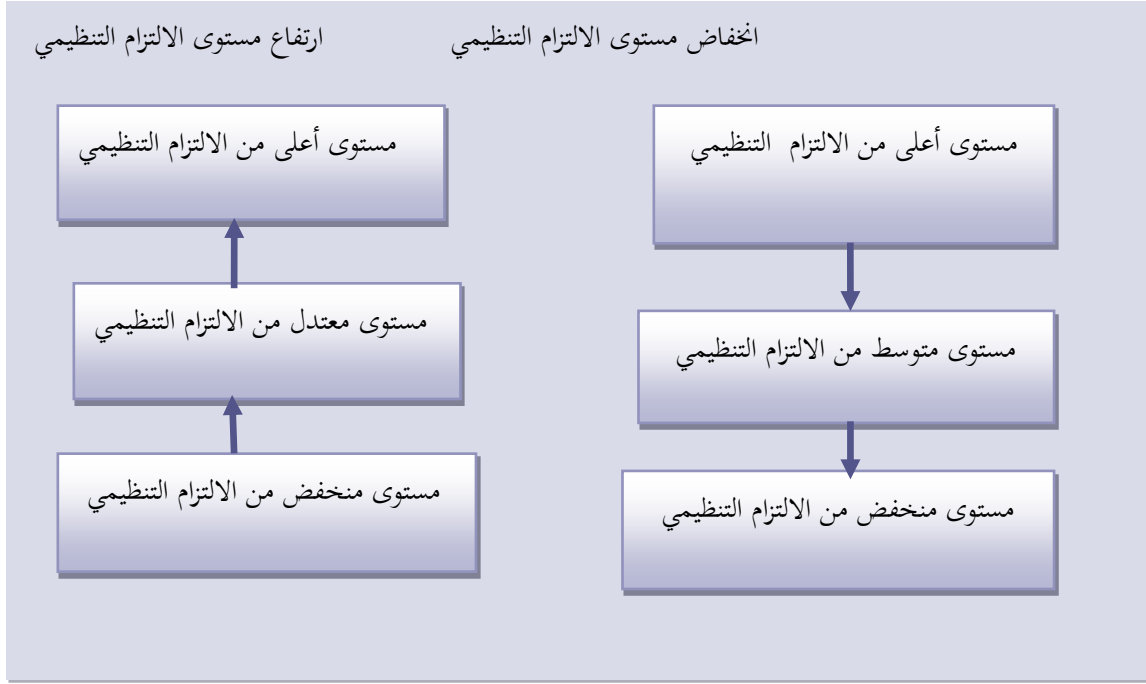 انخفاض مستوى الالتزام التنظيمي
ارتفاع مستوى الالتزام التنظيمي
مستوى أعلى من الالتزام التنظيمي
مستوى متوسط من الالتزام التنظيمي
مستوى منخفض من الالتزام التنظيمي
مستوى أعلى من الالتزام التنظيمي
مستوى معتدل من الالتزام التنظيمي
مستوى منخفض من الالتزام التنظيمي